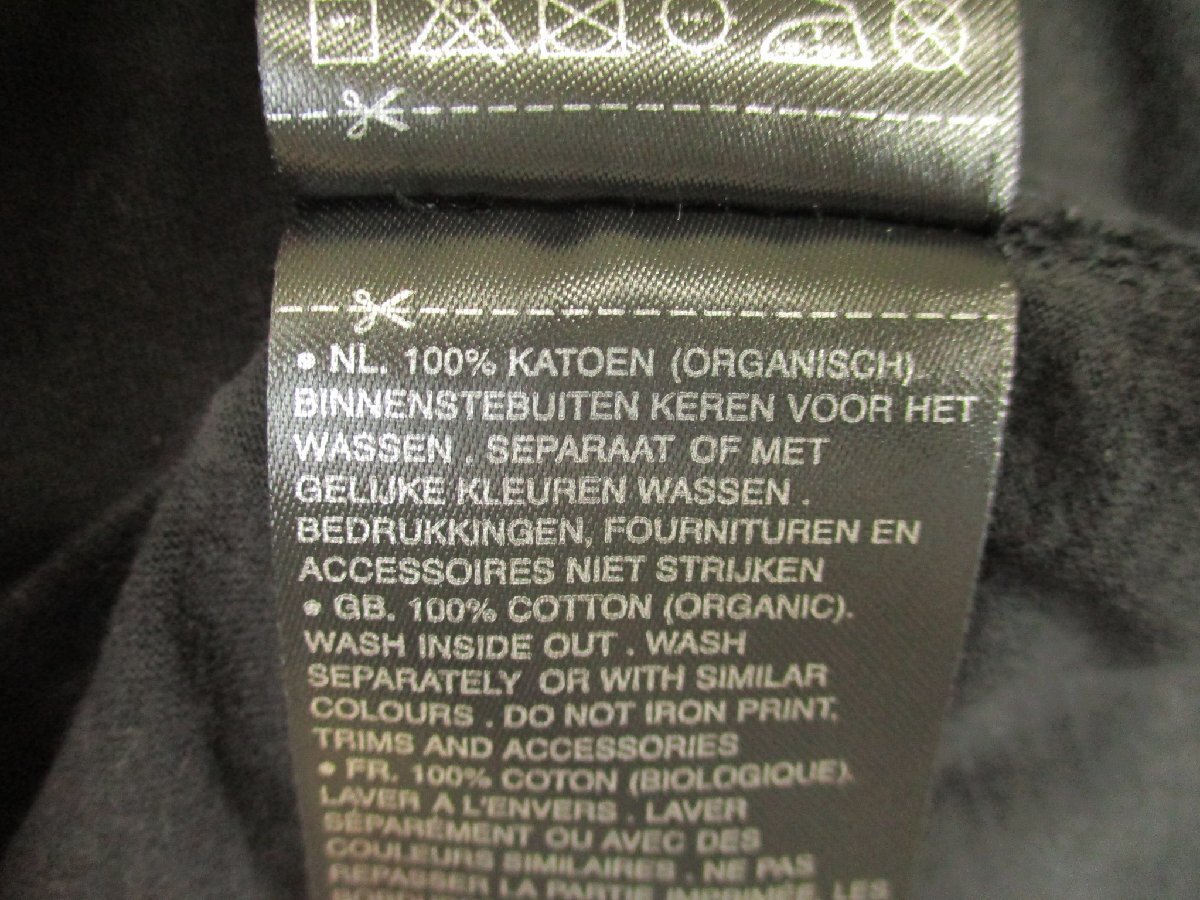 • NL. 100% KATOEN (ORGANISCH).
BINNENSTEBUITEN KEREN VOOR HET
WASSEN . SEPARAAT OF MET
GELIJKE KLEUREN WASSEN .
BEDRUKKINGEN, FOURNITUREN EN
ACCESSOIRES NIET STRIJKEN
• GB. 100% COTTON (ORGANIC).
WASH INSIDE OUT . WASH
SEPARATELY OR WITH SIMILAR
COLOURS . DO NOT IRON PRINT,
TRIMS AND ACCESSORIES
• FR. 100% COTON (BIOLOGIQUE).
LAVER A L'ENVERS . LAVER
SÉPARÉMENT OU AVEC DES
COULEURS SIMILAIRES . NE PAS
REPASSER LA PARTIE IMPRIMÉE, LES